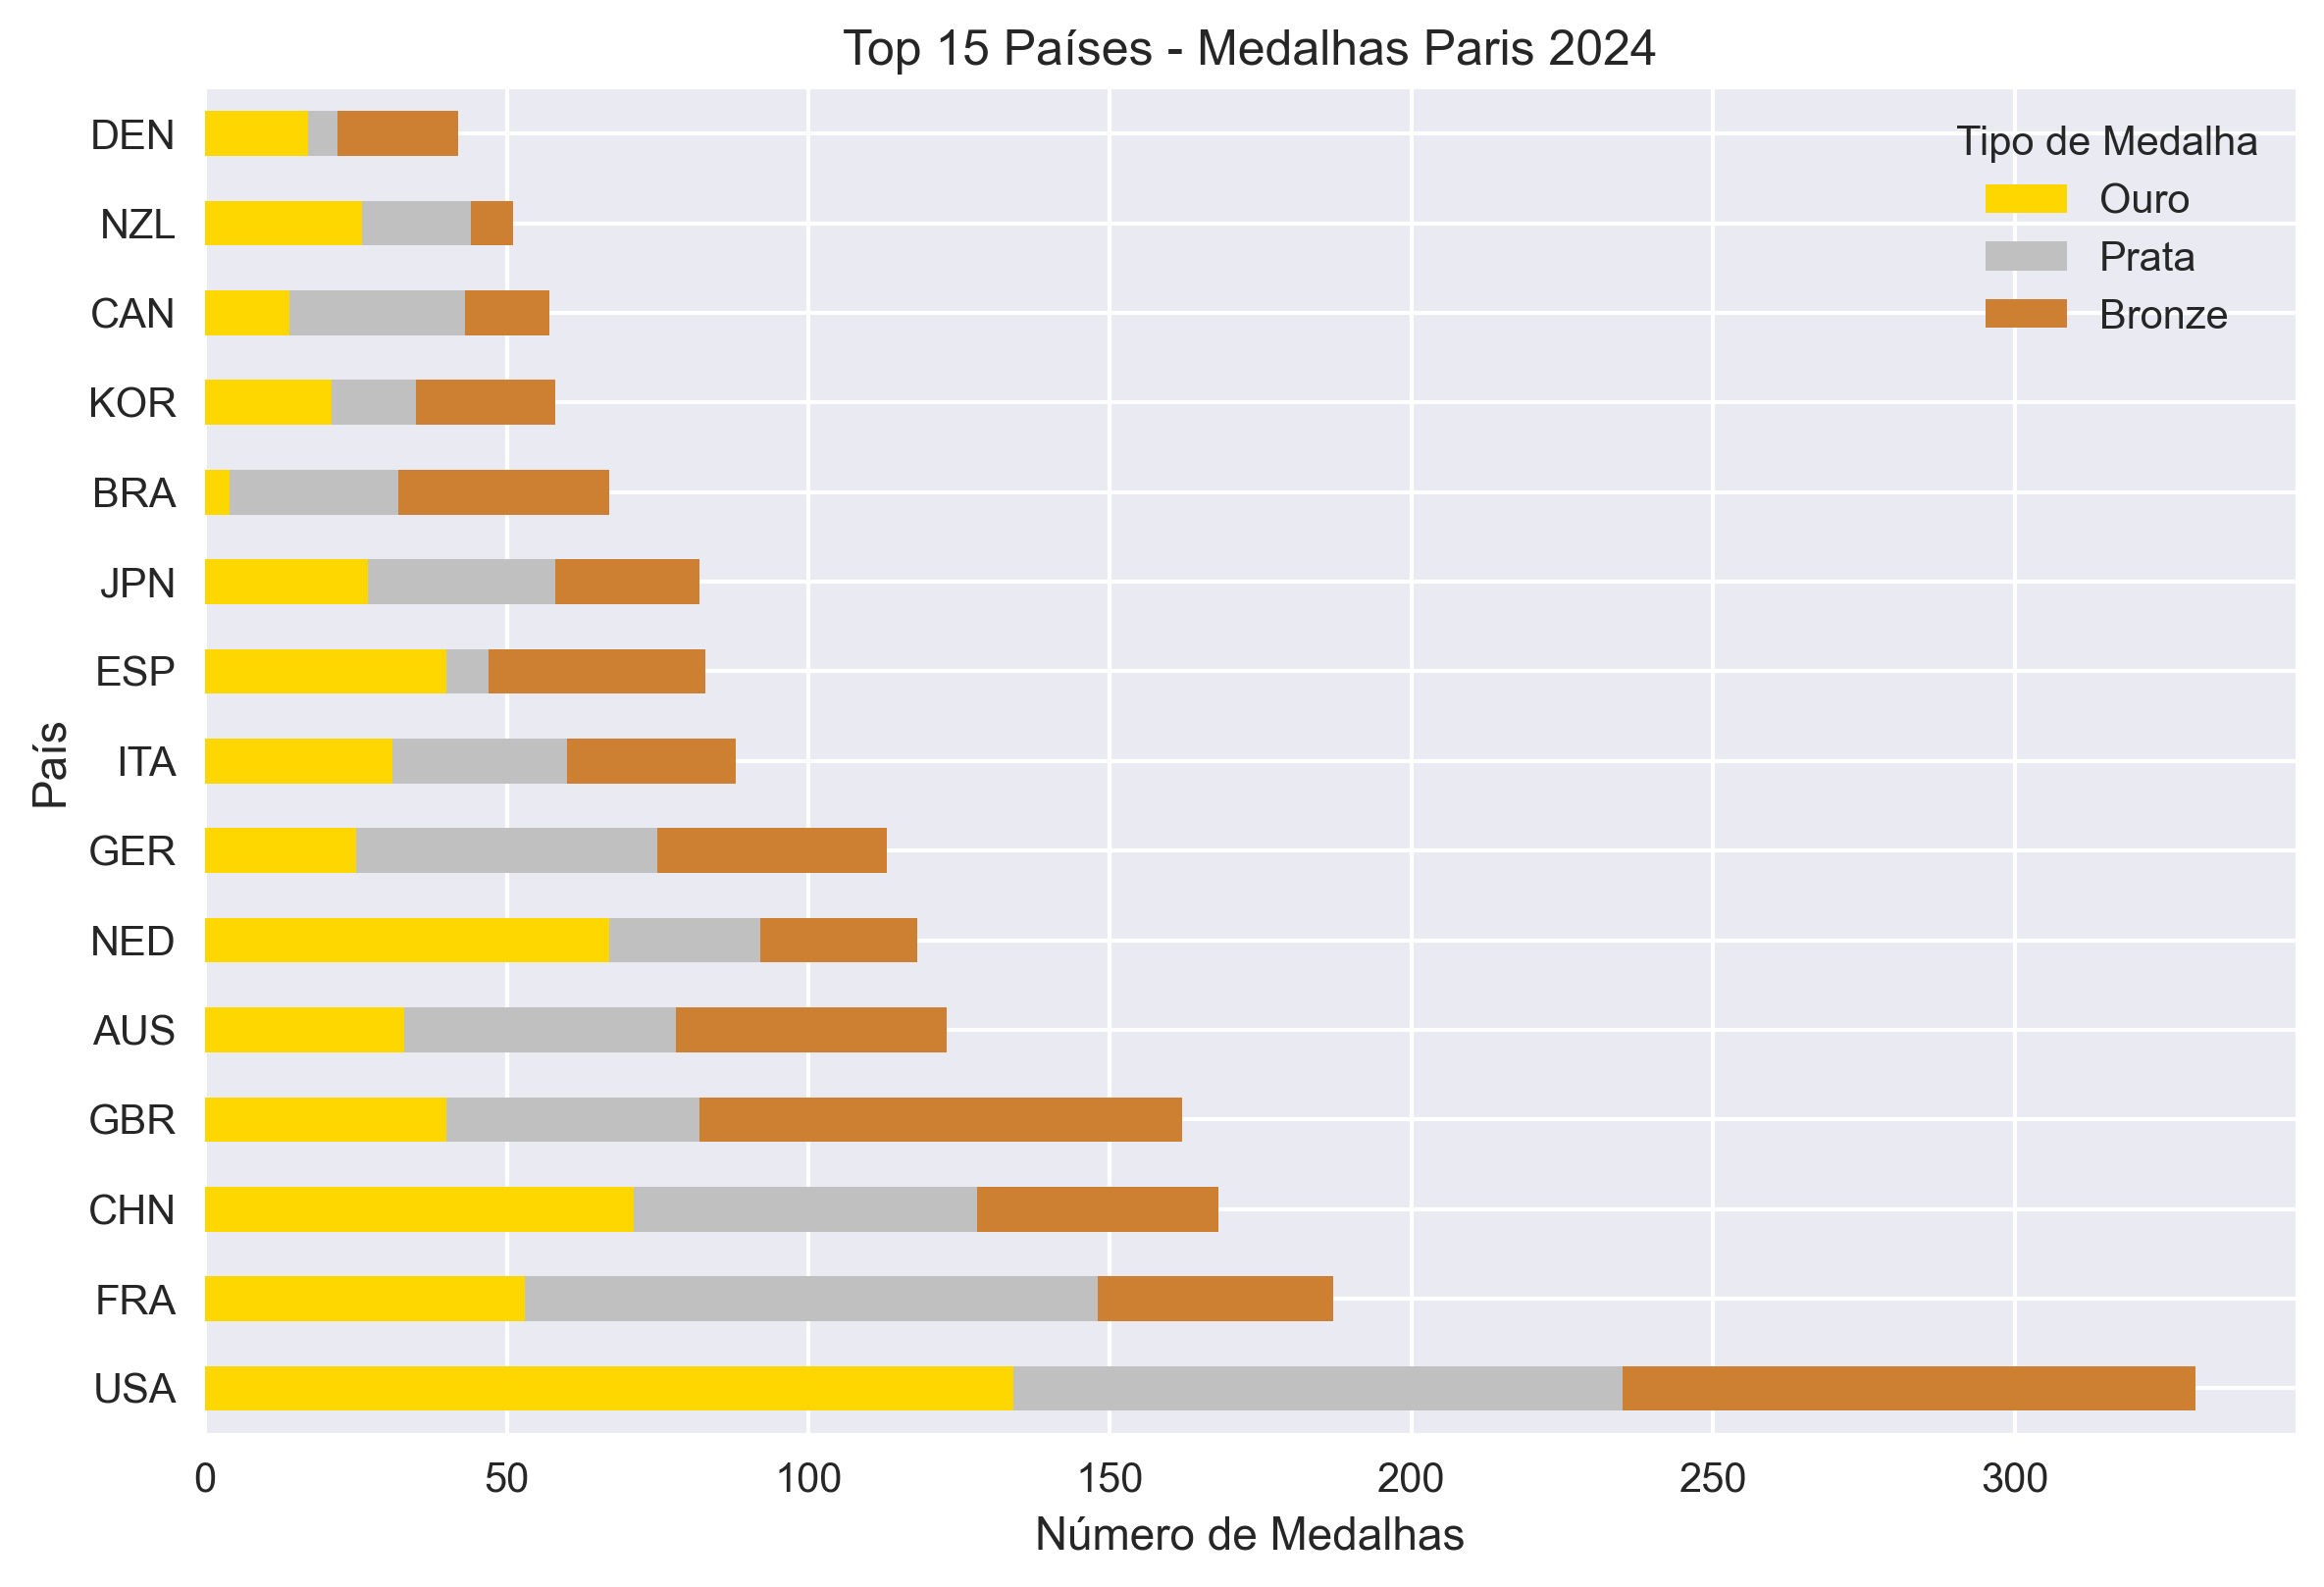 Top 15 Países - Medalhas Paris 2024
Tipo de Medalha
Ouro
Prata
Bronze
País
DEN
NZL
CAN
KOR
BRA
JPN
ESP
ITA
GER
NED
AUS
GBR
CHN
FRA
USA
0 50 100 150 200 250 300
Número de Medalhas